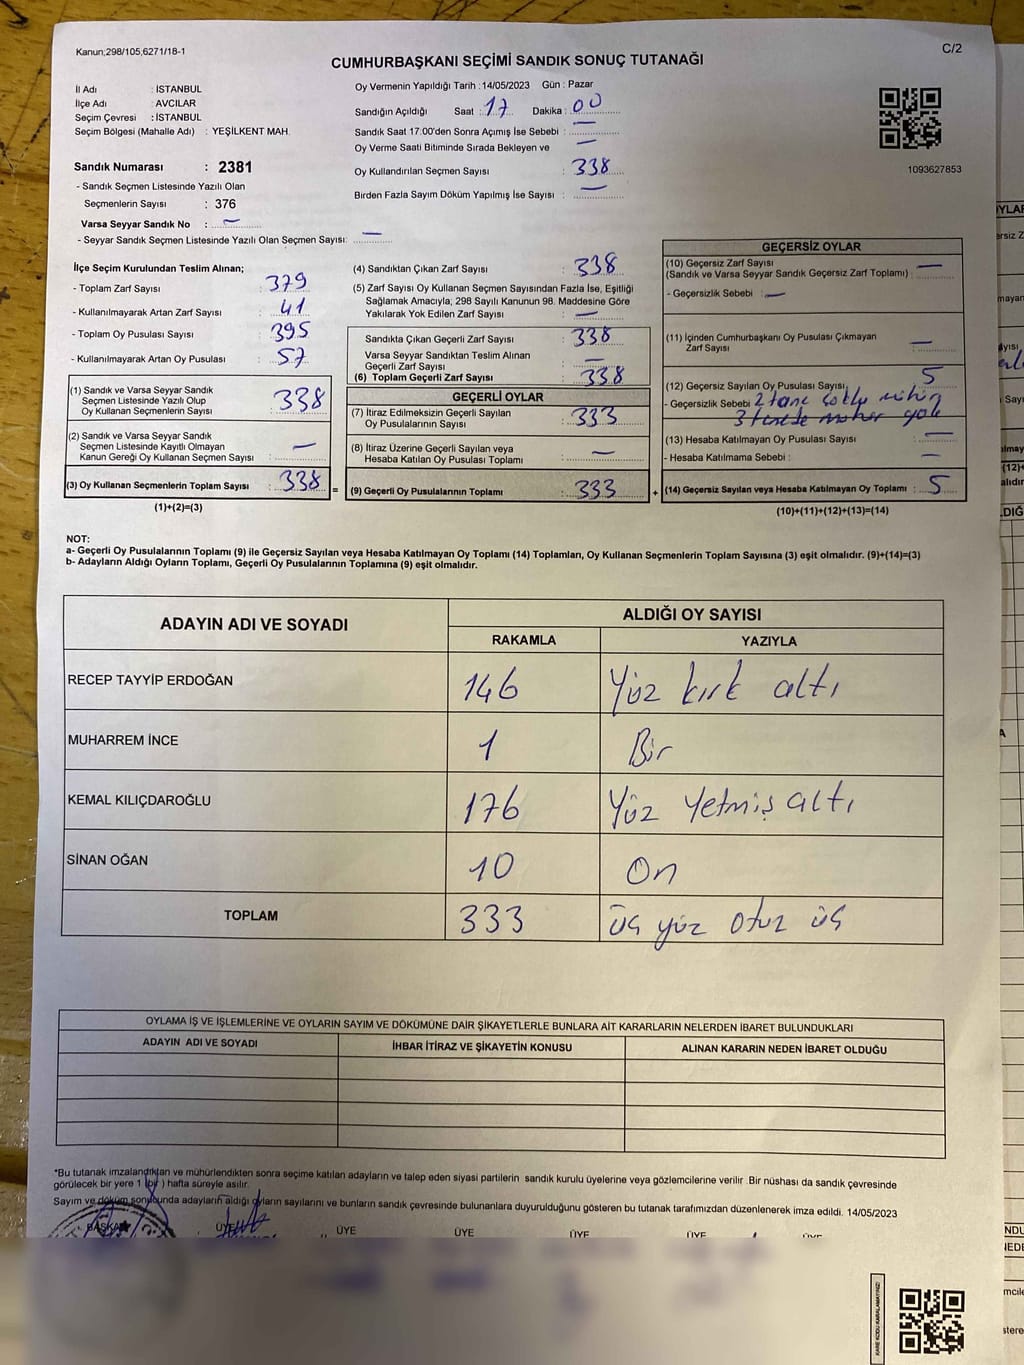 Kanun;298/105,6271/18-1
C/2
CUMHURBAŞKANI SEÇİMİ SANDIK SONUÇ TUTANAĞI
İl Adı : İSTANBUL
İlçe Adı : AVCILAR
Seçim Çevresi : İSTANBUL
Seçim Bölgesi (Mahalle Adı) : YEŞİLKENT MAH.
Sandık Numarası : 2381
- Sandık Seçmen Listesinde Yazılı Olan
Seçmenlerin Sayısı : 376
Varsa Seyyar Sandık No : —
- Seyyar Sandık Seçmen Listesinde Yazılı Olan Seçmen Sayısı: —
Oy Vermenin Yapıldığı Tarih :14/05/2023 Gün : Pazar
Sandığın Açıldığı Saat : 17 Dakika : 00
Sandık Saat 17:00'den Sonra Açımış İse Sebebi : —
Oy Verme Saati Bitiminde Sırada Bekleyen ve —
Oy Kullandırılan Seçmen Sayısı : 338
Birden Fazla Sayım Döküm Yapılmış İse Sayısı : —
1093627853
İlçe Seçim Kurulundan Teslim Alınan;
- Toplam Zarf Sayısı : 379
- Kullanılmayarak Artan Zarf Sayısı : 41
- Toplam Oy Pusulası Sayısı : 395
- Kullanılmayarak Artan Oy Pusulası : 57
(1) Sandık ve Varsa Seyyar Sandık
Seçmen Listesinde Yazılı Olup
Oy Kullanan Seçmenlerin Sayısı : 338
(2) Sandık ve Varsa Seyyar Sandık
Seçmen Listesinde Kayıtlı Olmayan
Kanun Gereği Oy Kullanan Seçmen Sayısı : —
(3) Oy Kullanan Seçmenlerin Toplam Sayısı : 338 =
(1)+(2)=(3)
(4) Sandıktan Çıkan Zarf Sayısı : 338
(5) Zarf Sayısı Oy Kullanan Seçmen Sayısından Fazla İse, Eşitliği
Sağlamak Amacıyla, 298 Sayılı Kanunun 98. Maddesine Göre
Yakılarak Yok Edilen Zarf Sayısı : —
Sandıkta Çıkan Geçerli Zarf Sayısı : 338
Varsa Seyyar Sandıktan Teslim Alınan
Geçerli Zarf Sayısı : —
(6) Toplam Geçerli Zarf Sayısı : 338
GEÇERLİ OYLAR
(7) İtiraz Edilmeksizin Geçerli Sayılan
Oy Pusulalarının Sayısı : 333
(8) İtiraz Üzerine Geçerli Sayılan veya
Hesaba Katılan Oy Pusulası Toplamı : —
(9) Geçerli Oy Pusulalarının Toplamı : 333 +
GEÇERSİZ OYLAR
(10) Geçersiz Zarf Sayısı —
(Sandık ve Varsa Seyyar Sandık Geçersiz Zarf Toplamı) :
- Geçersizlik Sebebi : —
(11) İçinden Cumhurbaşkanı Oy Pusulası Çıkmayan
Zarf Sayısı : —
(12) Geçersiz Sayılan Oy Pusulası Sayısı : 5
- Geçersizlik Sebebi 2 tane çoklu mühür
3 tanede mühür yok
(13) Hesaba Katılmayan Oy Pusulası Sayısı : —
- Hesaba Katılmama Sebebi : —
(14) Geçersiz Sayılan veya Hesaba Katılmayan Oy Toplamı : 5
(10)+(11)+(12)+(13)=(14)
NOT:
a- Geçerli Oy Pusulalarının Toplamı (9) ile Geçersiz Sayılan veya Hesaba Katılmayan Oy Toplamı (14) Toplamları, Oy Kullanan Seçmenlerin Toplam Sayısına (3) eşit olmalıdır. (9)+(14)=(3)
b- Adayların Aldığı Oyların Toplamı, Geçerli Oy Pusulalarının Toplamına (9) eşit olmalıdır.
ADAYIN ADI VE SOYADI
ALDIĞI OY SAYISI
RAKAMLA YAZIYLA
RECEP TAYYİP ERDOĞAN 146 Yüz kırk altı
MUHARREM İNCE 1 Bir
KEMAL KILIÇDAROĞLU 176 Yüz Yetmiş altı
SİNAN OĞAN 10 On
TOPLAM 333 üç yüz otuz üç
OYLAMA İŞ VE İŞLEMLERİNE VE OYLARIN SAYIM VE DÖKÜMÜNE DAİR ŞİKAYETLERLE BUNLARA AİT KARARLARIN NELERDEN İBARET BULUNDUKLARI
ADAYIN ADI VE SOYADI İHBAR İTİRAZ VE ŞİKAYETİN KONUSU ALINAN KARARIN NEDEN İBARET OLDUĞU
*Bu tutanak imzalandıktan ve mühürlendikten sonra seçime katılan adayların ve talep eden siyasi partilerin sandık kurulu üyelerine veya gözlemcilerine verilir .Bir nüshası da sandık çevresinde
görülecek bir yere 1 (bir ) hafta süreyle asılır.
Sayım ve döküm sonucunda adayların aldığı oyların sayılarını ve bunların sandık çevresinde bulunanlara duyurulduğunu gösteren bu tutanak tarafımızdan düzenlenerek imza edildi. 14/05/2023
BAŞKAN ÜYE ÜYE ÜYE ÜYE ÜYE ÜYE
KARE KODU KARALAMAYINIZ!